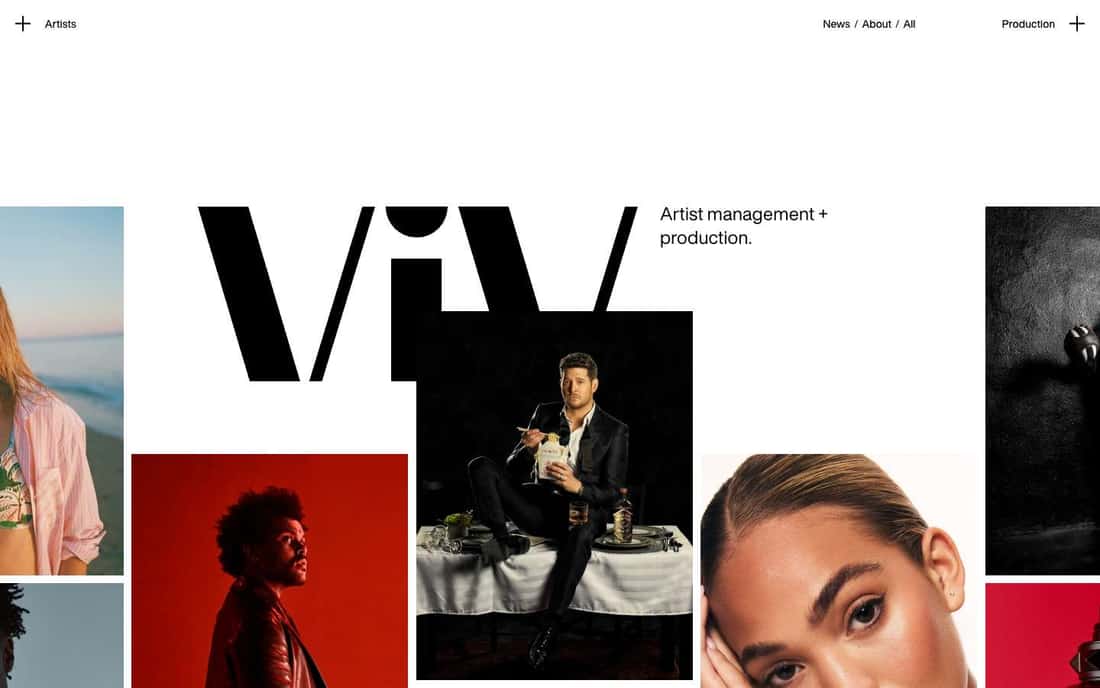 Artists
News / About / All
Production
ViV
Artist management +
production.